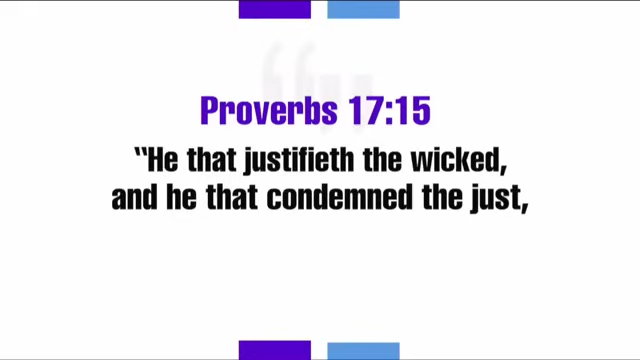 Proverbs 17:15
“He that justifieth the wicked,
and he that condemned the just,